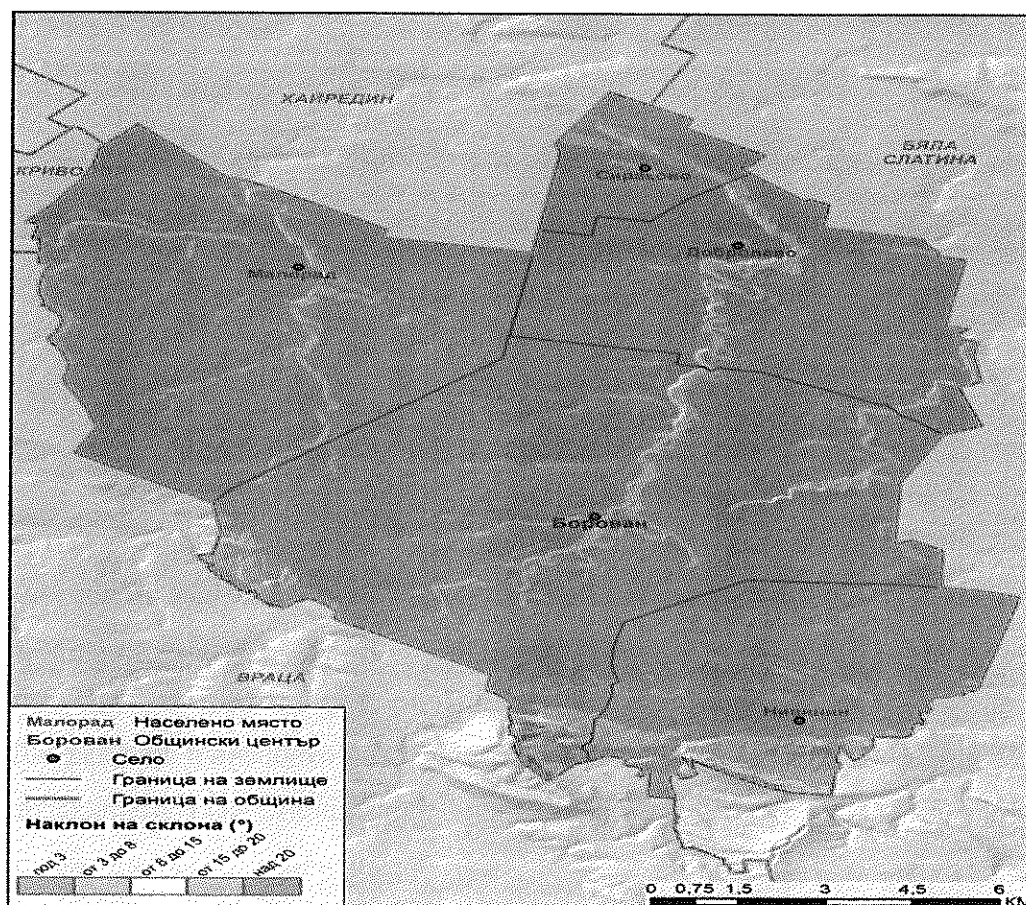 ХАЙРЕДИН
БЯЛА
СЛАТИНА
КРИВО
Добролево
Малорад
Борован
ВРАЦА
Малорад Населено място
Борован Общински център
Село
Граница на землище
Граница на община
Наклон на склона (°)
под 3
от 3 до 8
от 8 до 15
от 15 до 20
над 20
0 0.75 1.5 3 4.5 6
КМ